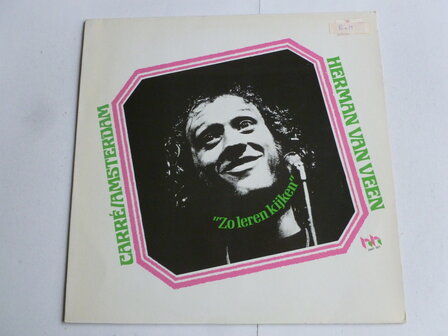 CARRÉ/AMSTERDAM
HERMAN VAN VEEN
"Zo leren kijken"